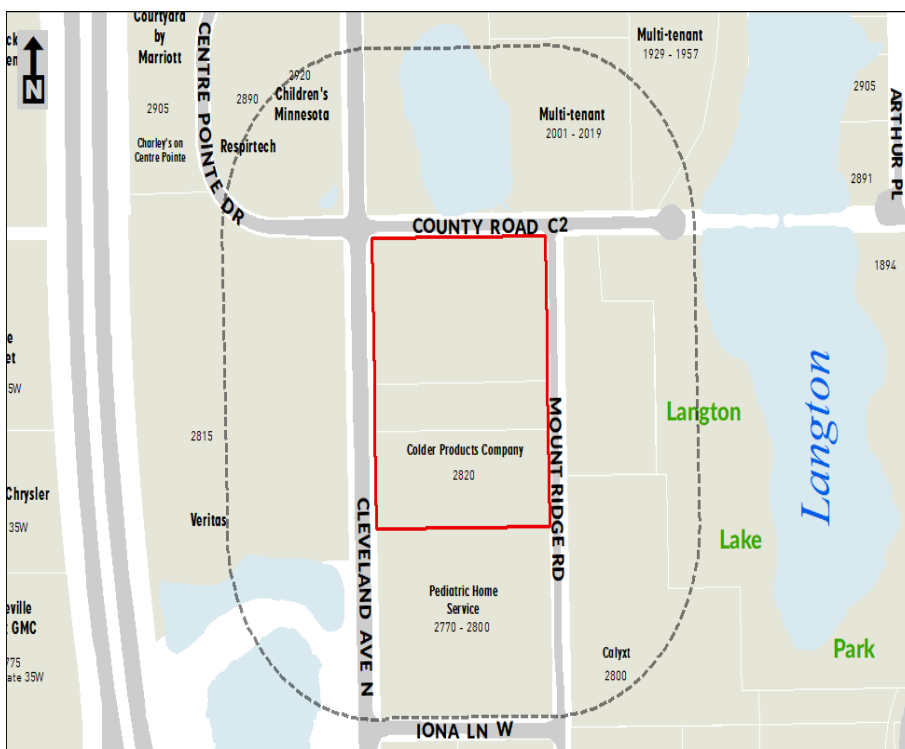 N
Courtyard
by
Marriott
2905
Charley's on
Centre Pointe
CENTRE POINTE DR
2890
2920
Children's
Minnesota
Respirtech
Multi-tenant
1929 - 1957
Multi-tenant
2001 - 2019
2905
ARTHUR PL
2891
1894
COUNTY ROAD C2
35W
2815
Veritas
Chrysler
35W
GMC
ate 35W
CLEVELAND AVE N
Colder Products Company
2820
MOUNT RIDGE RD
Pediatric Home
Service
2770 - 2800
Calyxt
2800
IONA LN W
Langton
Lake
Park
Langton